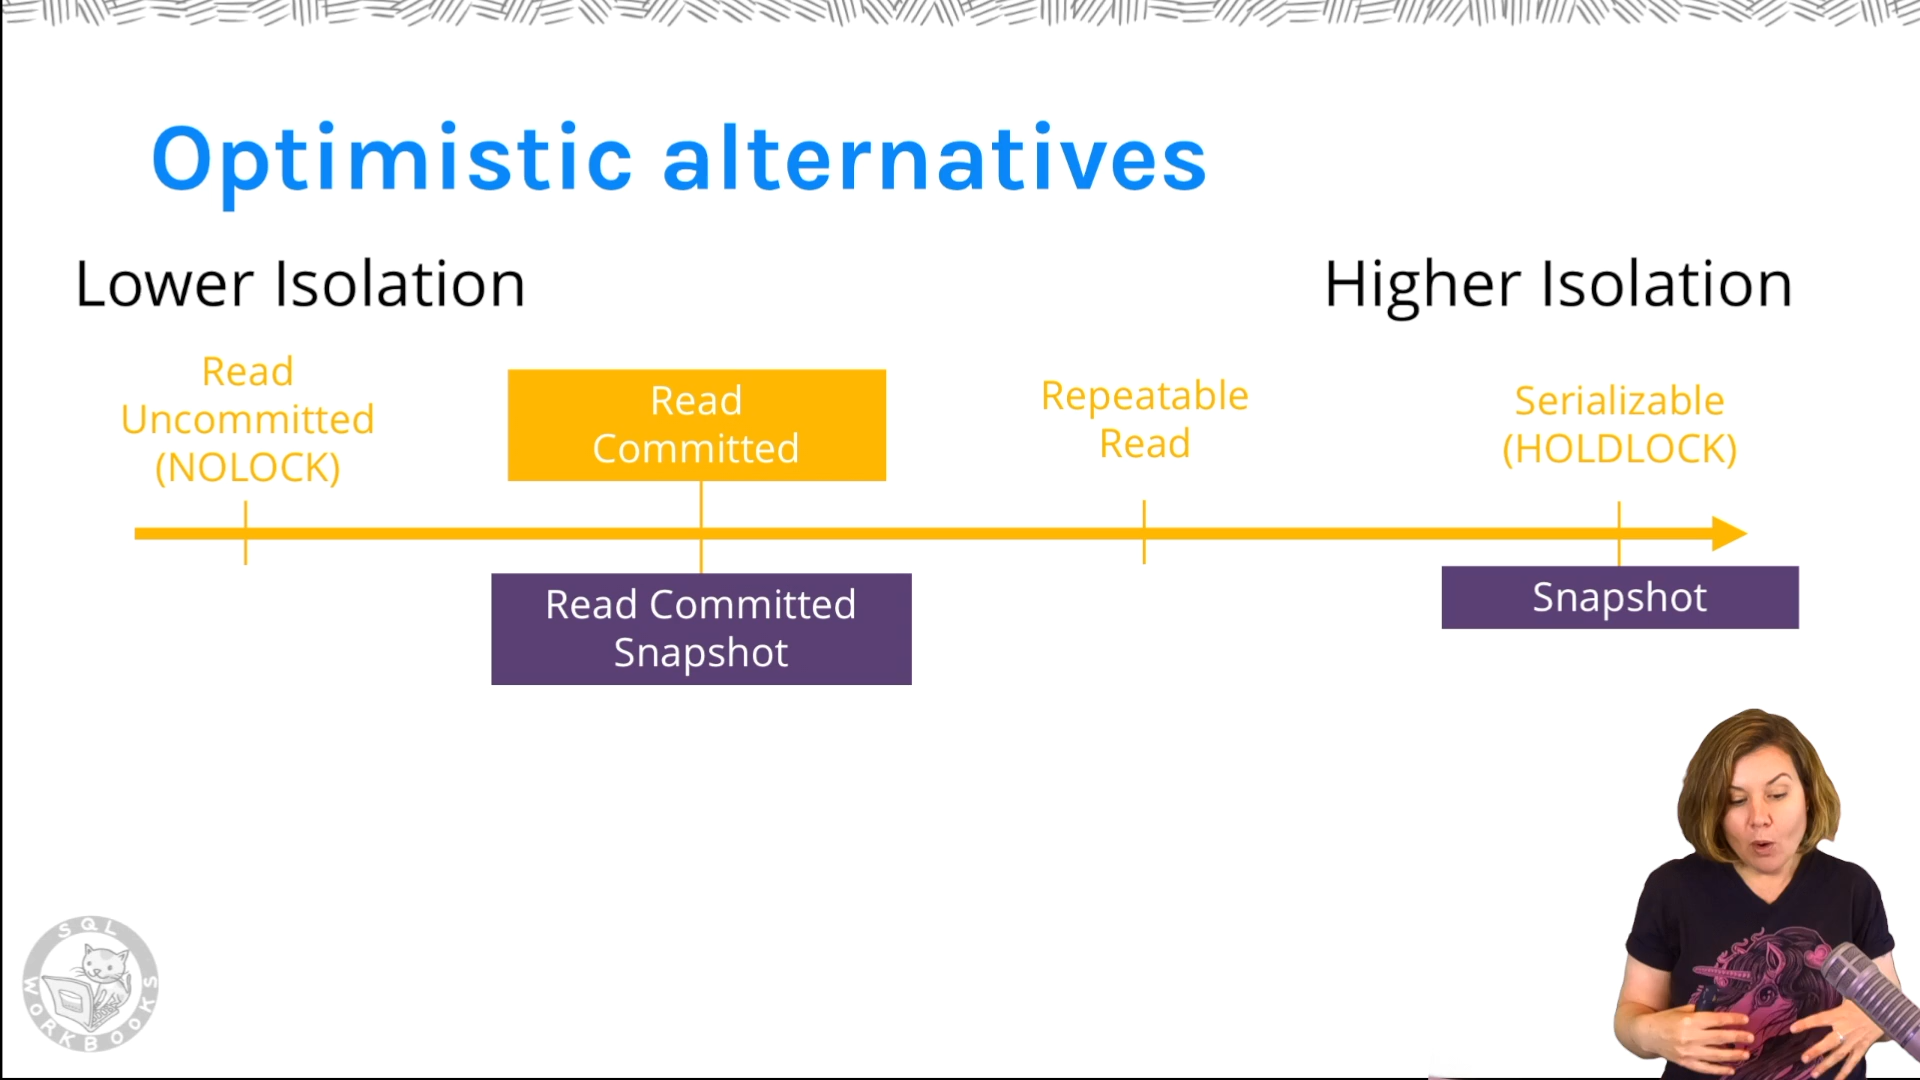 Optimistic alternatives
Lower Isolation
Higher Isolation
Read
Uncommitted
(NOLOCK)
Read
Committed
Repeatable
Read
Serializable
(HOLDLOCK)
Read Committed
Snapshot
Snapshot
SQL
WORKBOOKS